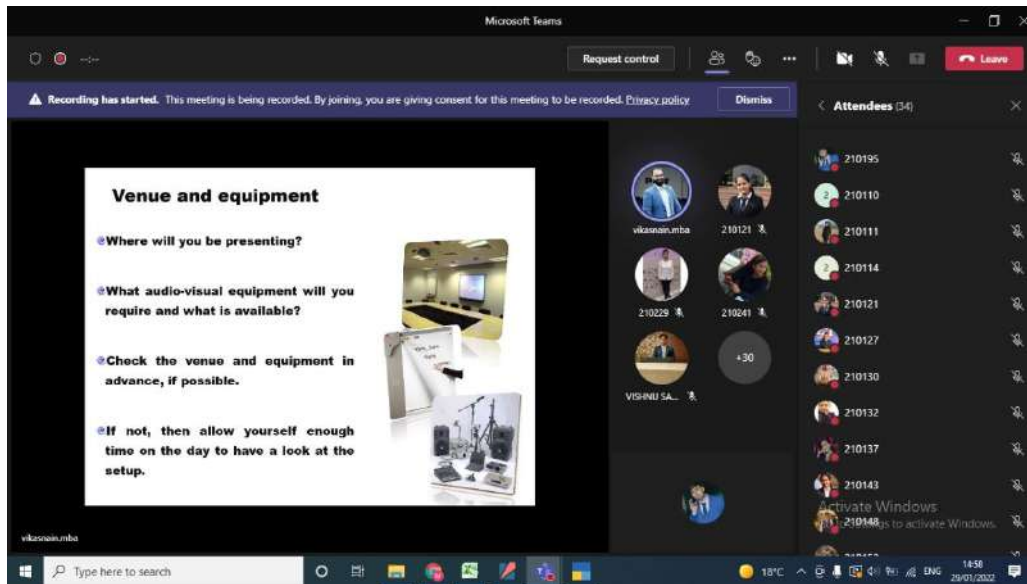 Microsoft Teams
--:--
Request control
Leave
Recording has started. This meeting is being recorded. By joining, you are giving consent for this meeting to be recorded. Privacy policy
Dismiss
Attendees (34)
Venue and equipment
Where will you be presenting?
What audio-visual equipment will you
require and what is available?
Check the venue and equipment in
advance, if possible.
If not, then allow yourself enough
time on the day to have a look at the
setup.
vikasnain.mba
vikasnain.mba
210121
210229
210241
VISHNU SA...
+30
210195
2 210110
210111
2 210114
210121
210127
210130
210132
210137
210143
Activate Windows
210148
to activate Windows.
Type here to search
18°C
ENG
14:58
29/01/2022